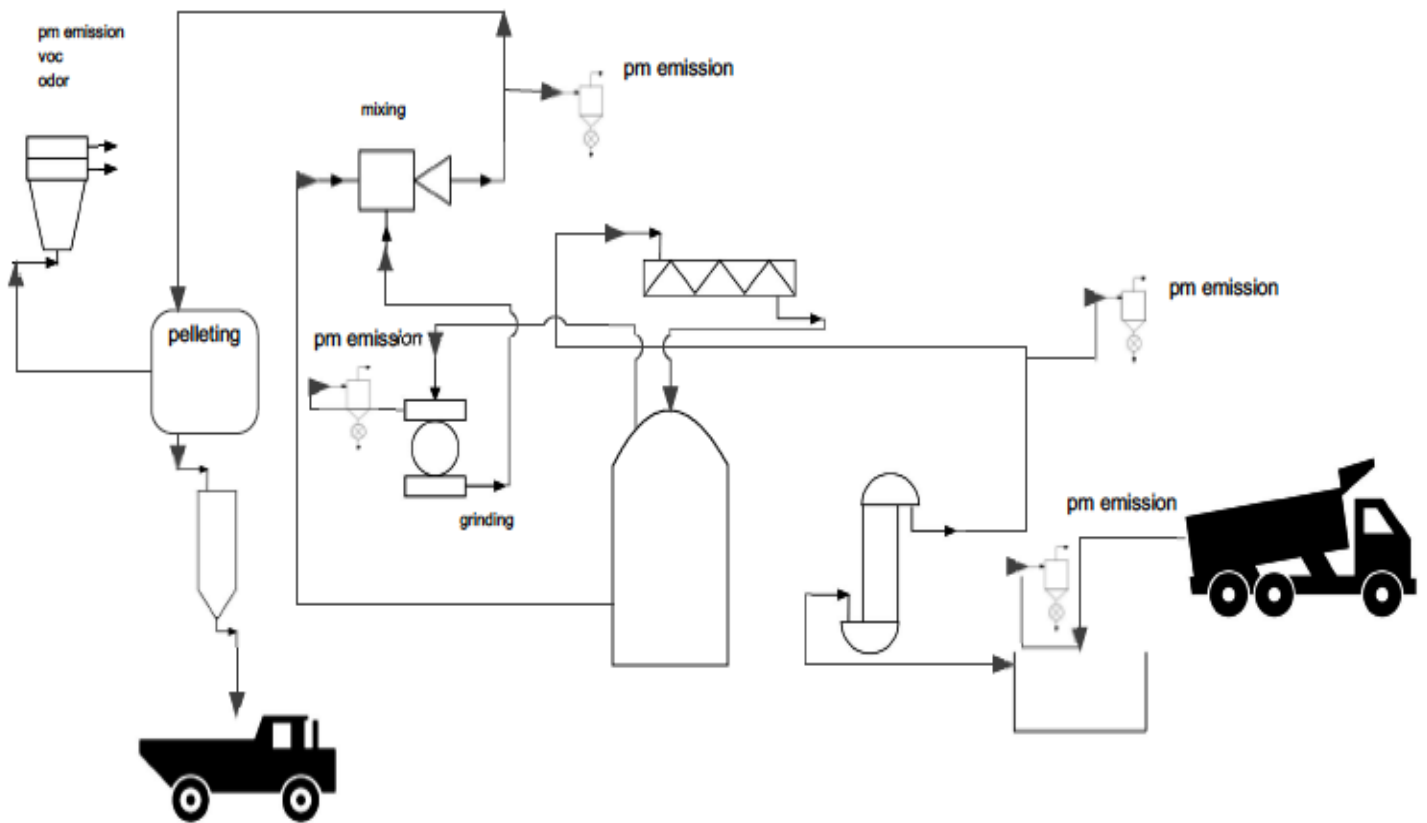 pm emission
voc
odor
pm emission
mixing
pm emission
pelleting
pm emission
grinding
pm emission